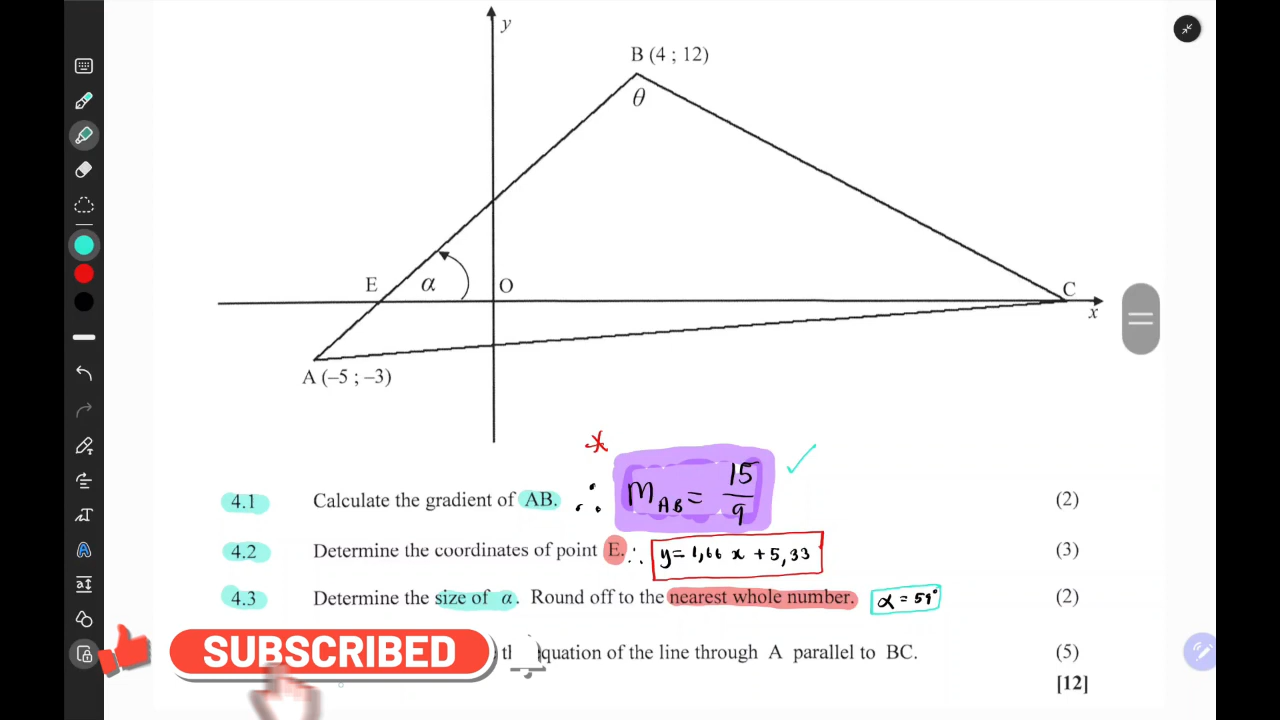 y
B (4 ; 12)
θ
E
α
O
C
x
A (–5 ; –3)
4.1 Calculate the gradient of AB. ∴ m_AB = 15/9 (2)
4.2 Determine the coordinates of point E. ∴ y = 1,66 x + 5,33 (3)
4.3 Determine the size of α. Round off to the nearest whole number. α = 59° (2)
SUBSCRIBED
quation of the line through A parallel to BC. (5)
[12]